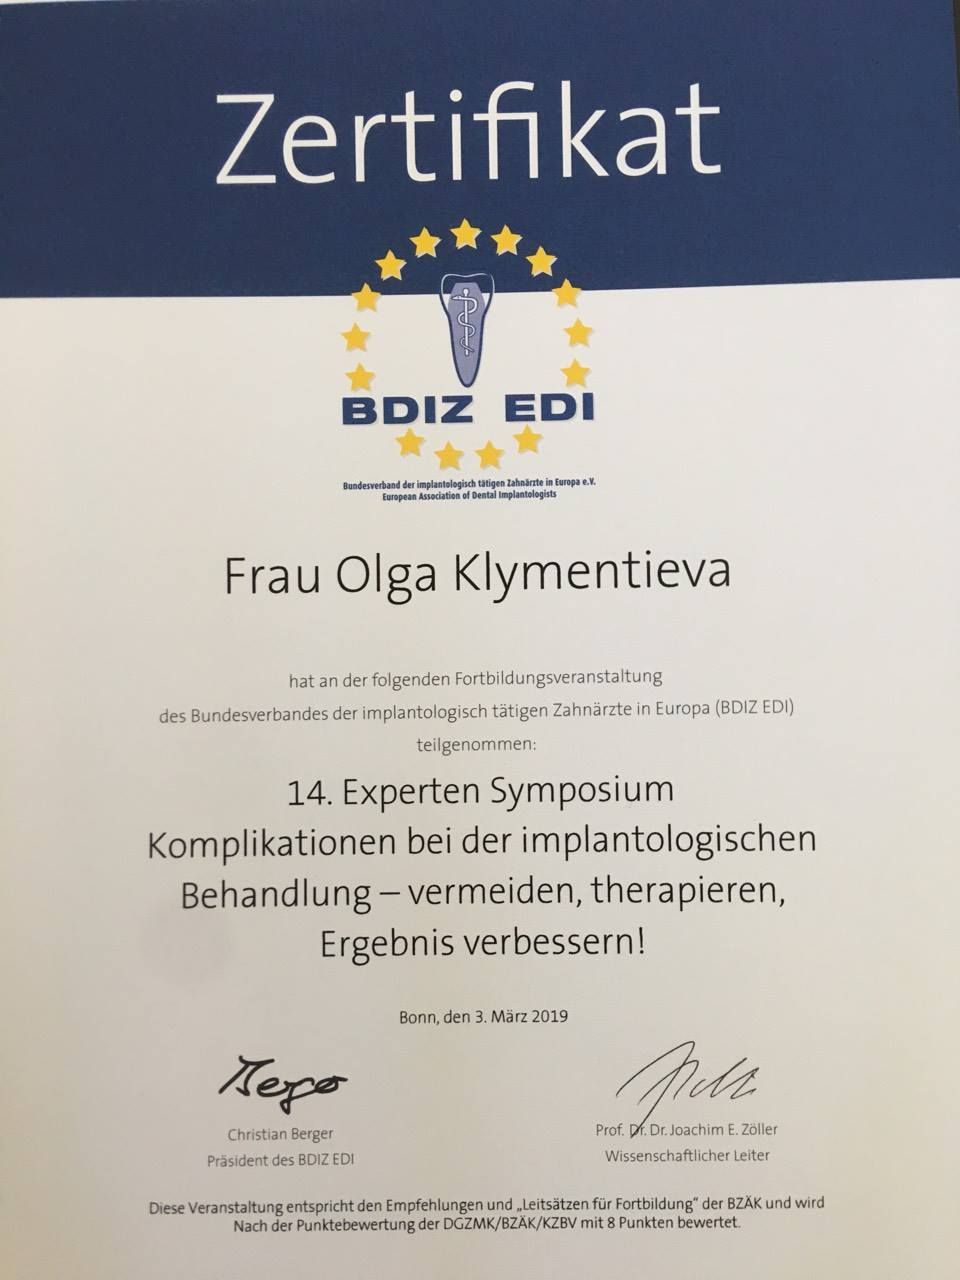 Zertifikat
BDIZ EDI
Bundesverband der implantologisch tätigen Zahnärzte in Europa e.V.
European Association of Dental Implantologists
Frau Olga Klymentieva
hat an der folgenden Fortbildungsveranstaltung
des Bundesverbandes der implantologisch tätigen Zahnärzte in Europa (BDIZ EDI)
teilgenommen:
14. Experten Symposium
Komplikationen bei der implantologischen
Behandlung – vermeiden, therapieren,
Ergebnis verbessern!
Bonn, den 3. März 2019
Christian Berger
Präsident des BDIZ EDI
Prof. Dr. Dr. Joachim E. Zöller
Wissenschaftlicher Leiter
Diese Veranstaltung entspricht den Empfehlungen und „Leitsätzen für Fortbildung“ der BZÄK und wird
Nach der Punktebewertung der DGZMK/BZÄK/KZBV mit 8 Punkten bewertet.